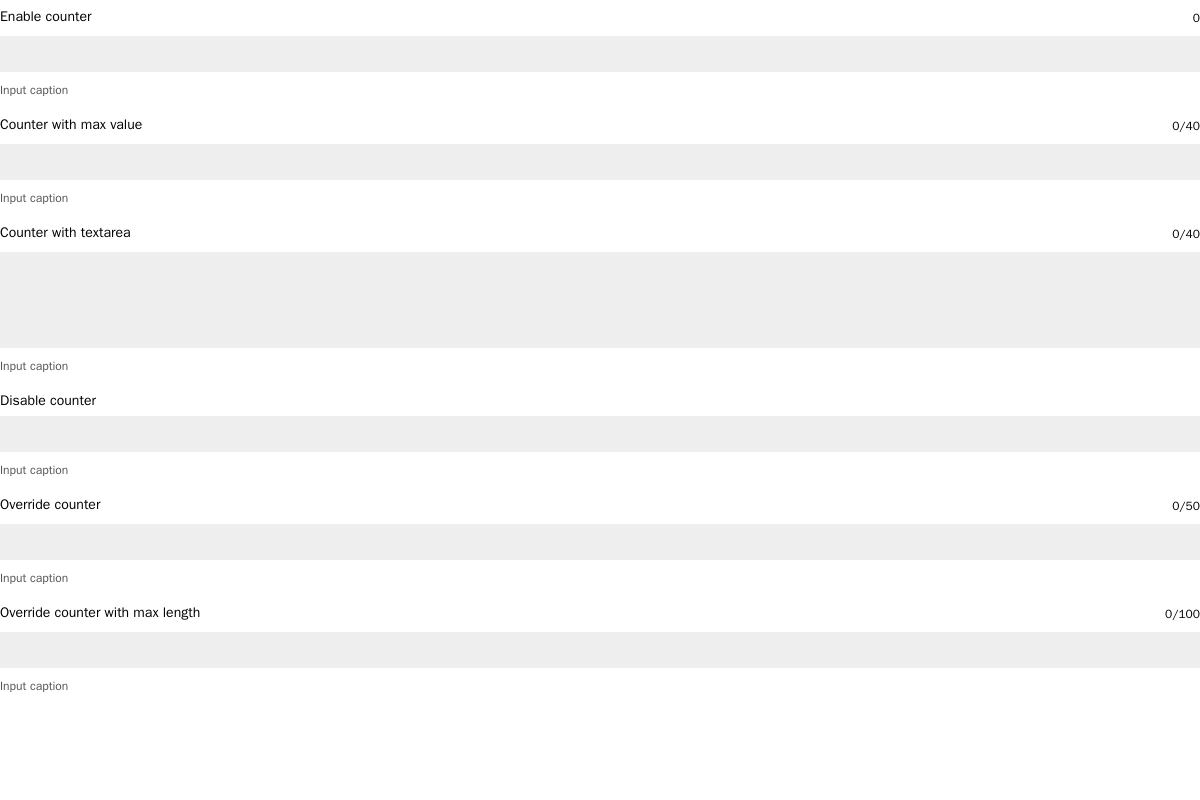 Enable counter 0
Input caption
Counter with max value 0/40
Input caption
Counter with textarea 0/40
Input caption
Disable counter
Input caption
Override counter 0/50
Input caption
Override counter with max length 0/100
Input caption